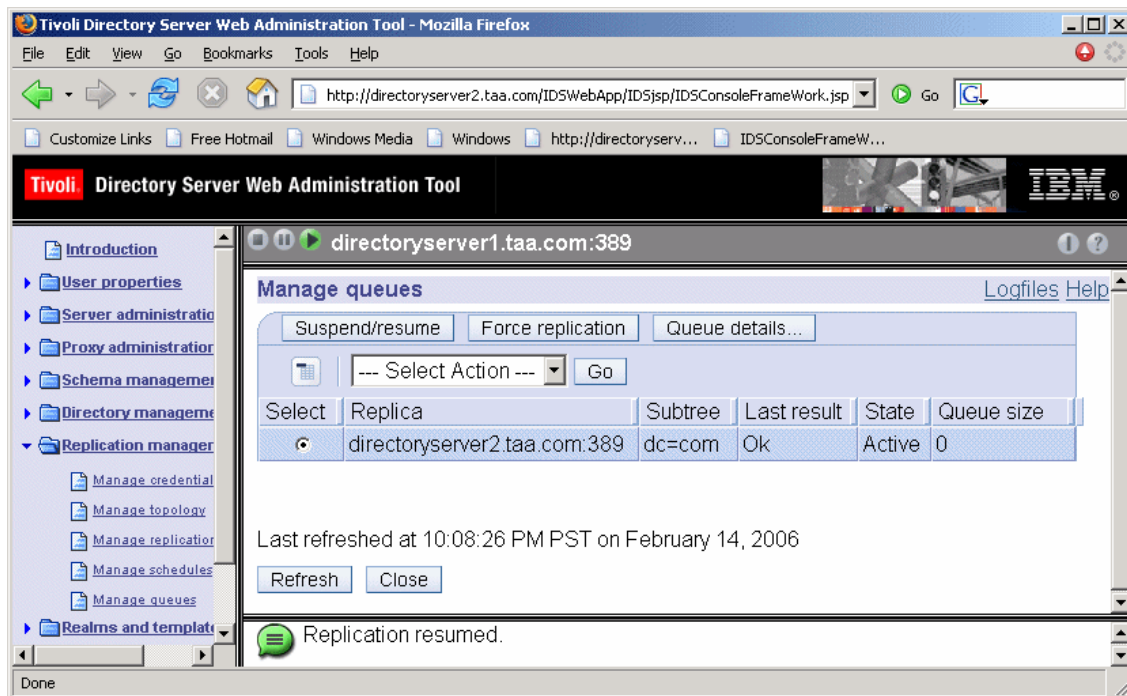 Tivoli Directory Server Web Administration Tool - Mozilla Firefox
File Edit View Go Bookmarks Tools Help
http://directoryserver2.taa.com/IDSWebApp/IDSjsp/IDSConsoleFrameWork.jsp Go G
Customize Links Free Hotmail Windows Media Windows http://directoryserv... IDSConsoleFrameW...
Tivoli. Directory Server Web Administration Tool IBM®
Introduction
User properties
Server administratio
Proxy administration
Schema managemen
Directory manageme
Replication manager
Manage credential
Manage topology
Manage replication
Manage schedules
Manage queues
Realms and template
directoryserver1.taa.com:389 ?
Manage queues Logfiles Help
Suspend/resume Force replication Queue details...
--- Select Action --- Go
Select Replica Subtree Last result State Queue size
directoryserver2.taa.com:389 dc=com Ok Active 0
Last refreshed at 10:08:26 PM PST on February 14, 2006
Refresh Close
Replication resumed.
Done